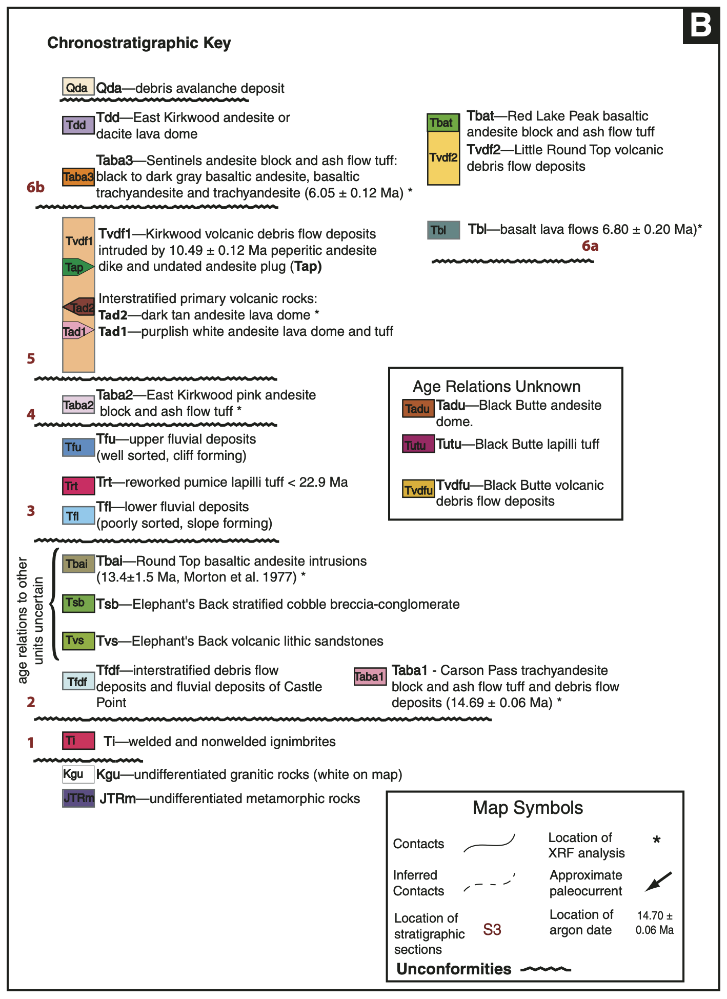 B
Chronostratigraphic Key
Qda
Qda—debris avalanche deposit
Tdd
Tdd—East Kirkwood andesite or
dacite lava dome
Taba3
Taba3—Sentinels andesite block and ash flow tuff:
black to dark gray basaltic andesite, basaltic
trachyandesite and trachyandesite (6.05 ± 0.12 Ma) *
6b
Tbat
Tbat—Red Lake Peak basaltic
andesite block and ash flow tuff
Tvdf2
Tvdf2—Little Round Top volcanic
debris flow deposits
Tbl
Tbl—basalt lava flows 6.80 ± 0.20 Ma)*
6a
Tvdf1
Tvdf1—Kirkwood volcanic debris flow deposits
intruded by 10.49 ± 0.12 Ma peperitic andesite
Tap
dike and undated andesite plug (Tap)
Interstratified primary volcanic rocks:
Tad2
Tad2—dark tan andesite lava dome *
Tad1
Tad1—purplish white andesite lava dome and tuff
5
Taba2
Taba2—East Kirkwood pink andesite
block and ash flow tuff *
4
Tfu
Tfu—upper fluvial deposits
(well sorted, cliff forming)
Trt
Trt—reworked pumice lapilli tuff < 22.9 Ma
Tfl
Tfl—lower fluvial deposits
(poorly sorted, slope forming)
3
Age Relations Unknown
Tadu
Tadu—Black Butte andesite
dome.
Tutu
Tutu—Black Butte lapilli tuff
Tvdfu
Tvdfu—Black Butte volcanic
debris flow deposits
age relations to other
units uncertain
Tbai
Tbai—Round Top basaltic andesite intrusions
(13.4±1.5 Ma, Morton et al. 1977) *
Tsb
Tsb—Elephant's Back stratified cobble breccia-conglomerate
Tvs
Tvs—Elephant's Back volcanic lithic sandstones
Tfdf
Tfdf—interstratified debris flow
deposits and fluvial deposits of Castle
Point
2
Taba1
Taba1 - Carson Pass trachyandesite
block and ash flow tuff and debris flow
deposits (14.69 ± 0.06 Ma) *
1
Ti
Ti—welded and nonwelded ignimbrites
Kgu
Kgu—undifferentiated granitic rocks (white on map)
JTRm
JTRm—undifferentiated metamorphic rocks
Map Symbols
Contacts
Location of
XRF analysis
*
Inferred
Contacts
Approximate
paleocurrent
Location of
stratigraphic
sections
S3
Location of
argon date
14.70 ±
0.06 Ma
Unconformities